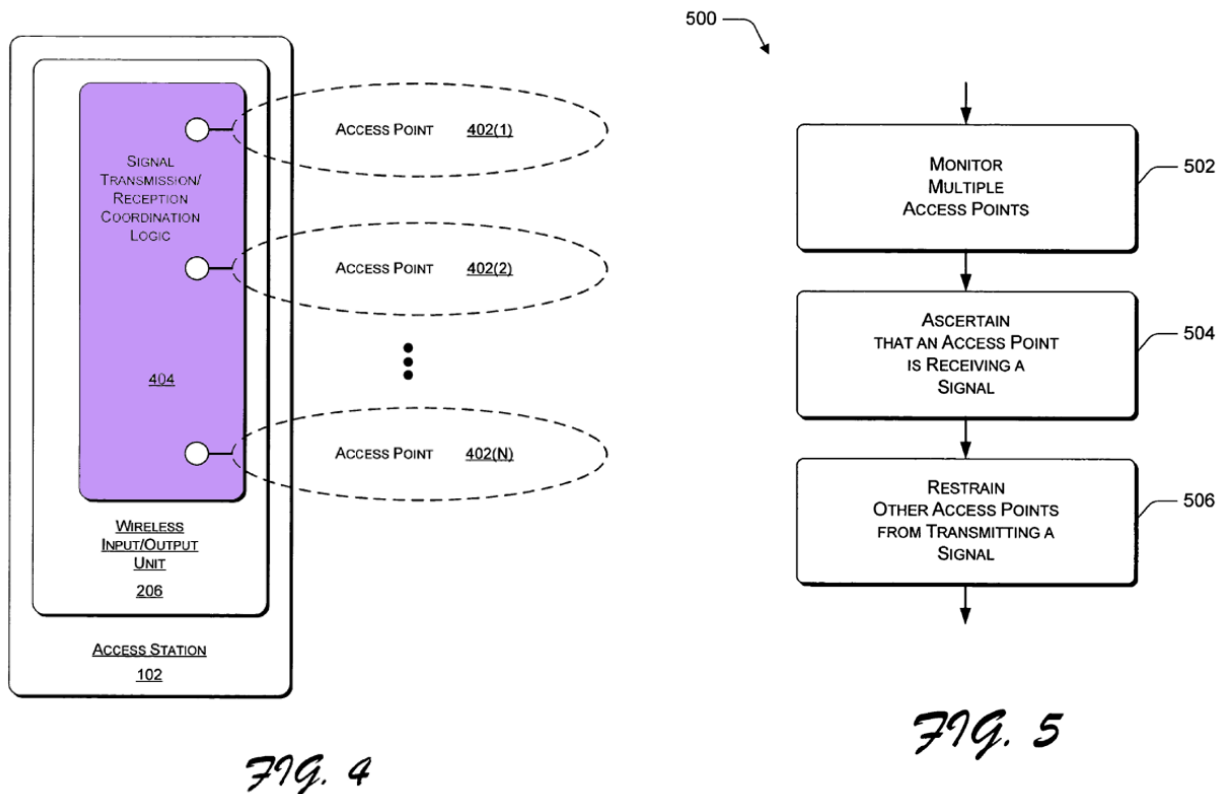 SIGNAL
TRANSMISSION/
RECEPTION
COORDINATION
LOGIC
404
ACCESS POINT 402(1)
ACCESS POINT 402(2)
ACCESS POINT 402(N)
WIRELESS
INPUT/OUTPUT
UNIT
206
ACCESS STATION
102
FIG. 4
500
MONITOR
MULTIPLE
ACCESS POINTS
502
ASCERTAIN
THAT AN ACCESS POINT
IS RECEIVING A
SIGNAL
504
RESTRAIN
OTHER ACCESS POINTS
FROM TRANSMITTING A
SIGNAL
506
FIG. 5